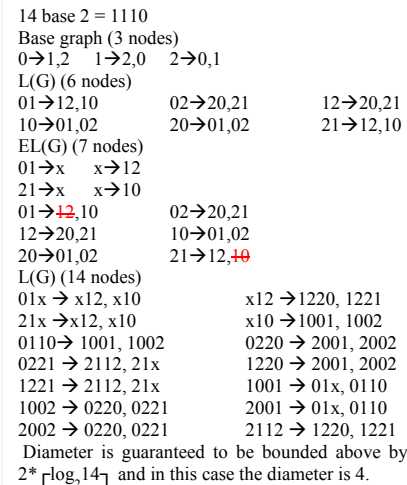 14 base 2 = 1110
Base graph (3 nodes)
0→1,2 1→2,0 2→0,1
L(G) (6 nodes)
01→12,10 02→20,21 12→20,21
10→01,02 20→01,02 21→12,10
EL(G) (7 nodes)
01→x x→12
21→x x→10
01→12,10 02→20,21
12→20,21 10→01,02
20→01,02 21→12,10
L(G) (14 nodes)
01x → x12, x10 x12 →1220, 1221
21x →x12, x10 x10 →1001, 1002
0110→ 1001, 1002 0220 → 2001, 2002
0221 → 2112, 21x 1220 → 2001, 2002
1221 → 2112, 21x 1001 → 01x, 0110
1002 → 0220, 0221 2001 → 01x, 0110
2002 → 0220, 0221 2112 → 1220, 1221
Diameter is guaranteed to be bounded above by
2* ┌log₂14┐ and in this case the diameter is 4.